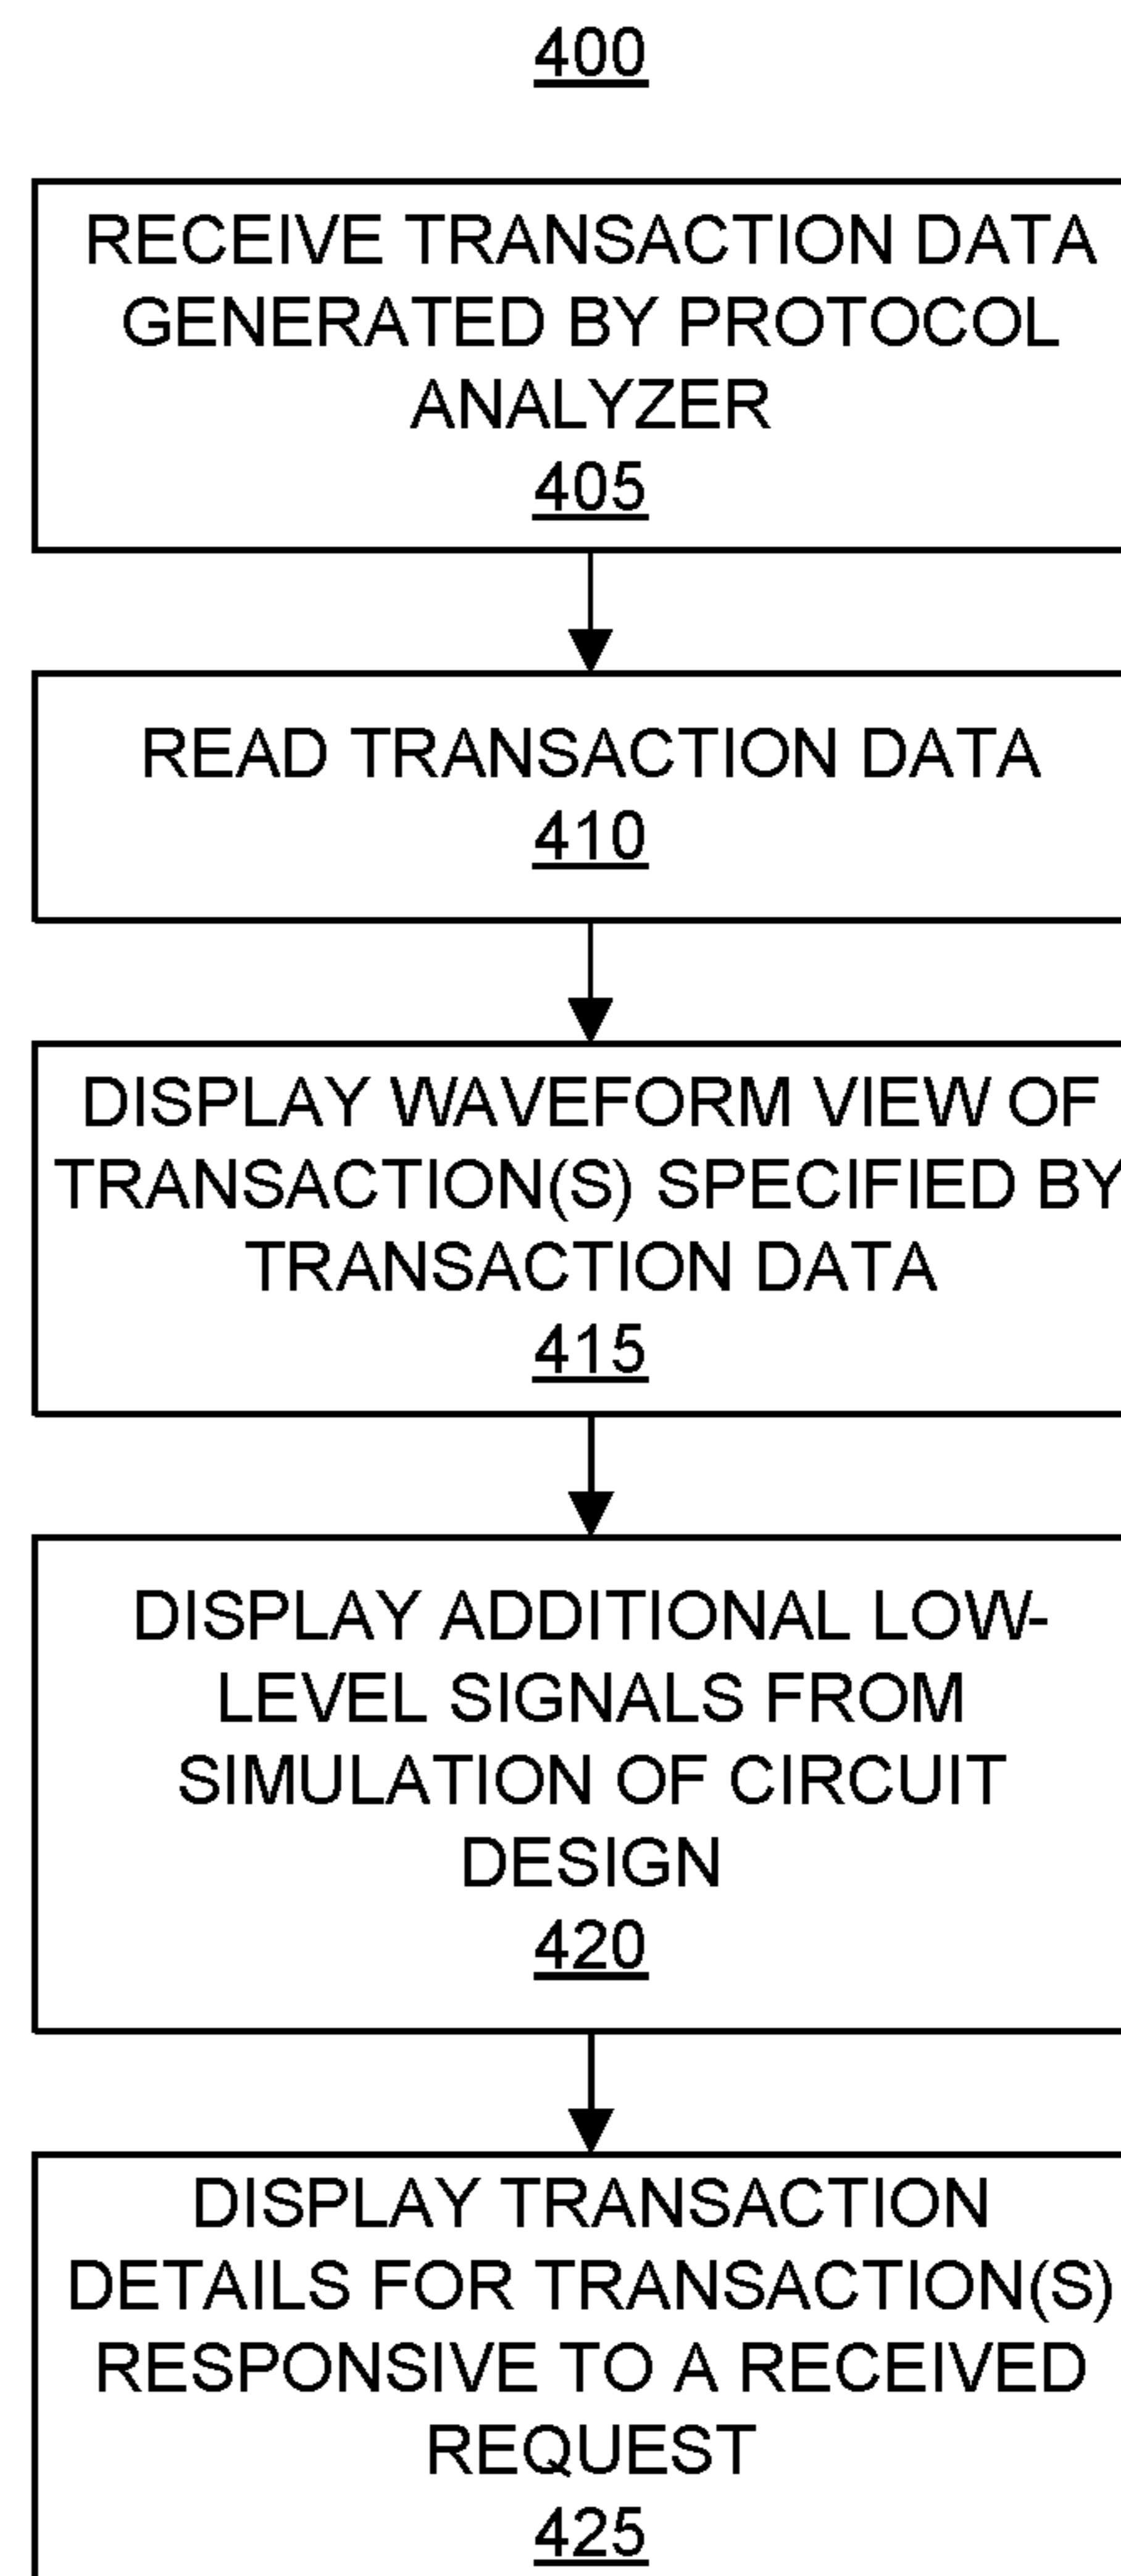 400
RECEIVE TRANSACTION DATA
GENERATED BY PROTOCOL
ANALYZER
405
READ TRANSACTION DATA
410
DISPLAY WAVEFORM VIEW OF
TRANSACTION(S) SPECIFIED BY
TRANSACTION DATA
415
DISPLAY ADDITIONAL LOW-
LEVEL SIGNALS FROM
SIMULATION OF CIRCUIT
DESIGN
420
DISPLAY TRANSACTION
DETAILS FOR TRANSACTION(S)
RESPONSIVE TO A RECEIVED
REQUEST
425